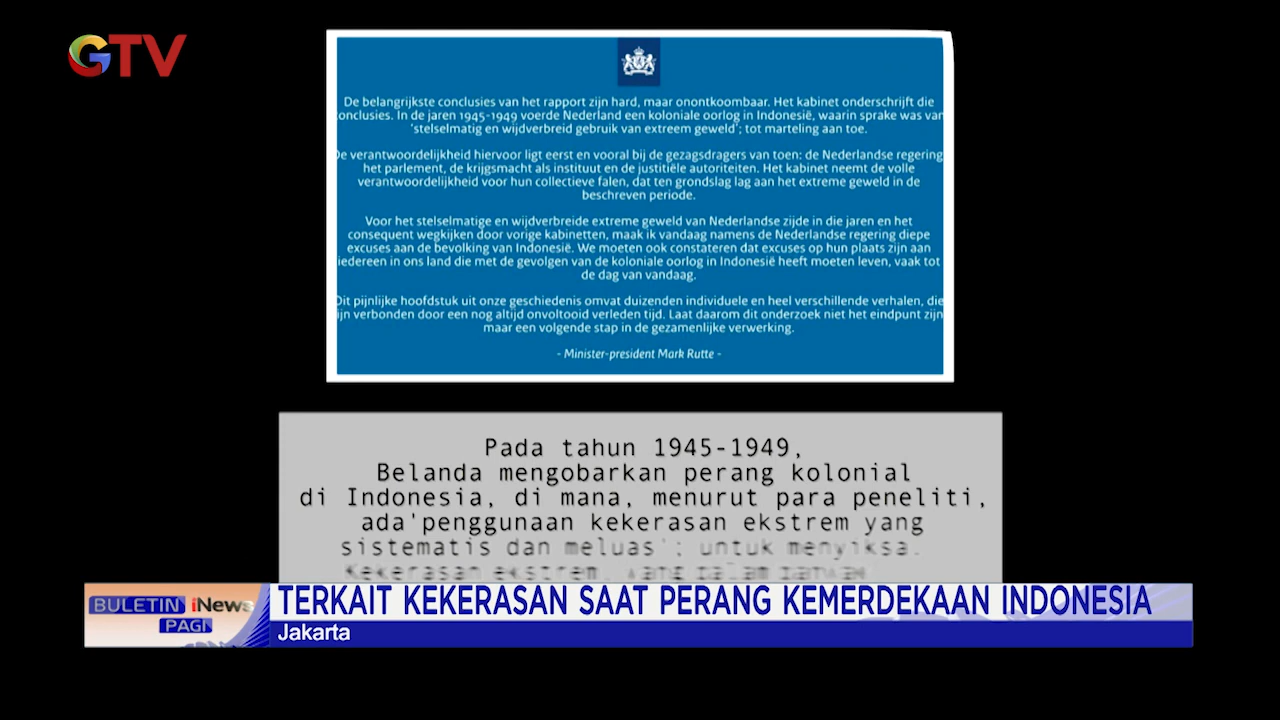 GTV
De belangrijkste conclusies van het rapport zijn hard, maar onontkoombaar. Het kabinet onderschrijft die
onclusies. In de jaren 1945-1949 voerde Nederland een koloniale oorlog in Indonesië, waarin sprake was van
'stelselmatig en wijdverbreid gebruik van extreem geweld'; tot marteling aan toe.
De verantwoordelijkheid hiervoor ligt eerst en vooral bij de gezagsdragers van toen: de Nederlandse regering
het parlement, de krijgsmacht als instituut en de justitiële autoriteiten. Het kabinet neemt de volle
verantwoordelijkheid voor hun collectieve falen, dat ten grondslag lag aan het extreme geweld in de
beschreven periode.
Voor het stelselmatige en wijdverbreide extreme geweld van Nederlandse zijde in die jaren en het
consequent wegkijken door vorige kabinetten, maak ik vandaag namens de Nederlandse regering diepe
excuses aan de bevolking van Indonesië. We moeten ook constateren dat excuses op hun plaats zijn aan
iedereen in ons land die met de gevolgen van de koloniale oorlog in Indonesië heeft moeten leven, vaak tot
de dag van vandaag.
Dit pijnlijke hoofdstuk uit onze geschiedenis omvat duizenden individuele en heel verschillende verhalen, die
ijn verbonden door een nog altijd onvoltooid verleden tijd. Laat daarom dit onderzoek niet het eindpunt zijn
maar een volgende stap in de gezamenlijke verwerking.
- Minister-president Mark Rutte -
Pada tahun 1945-1949,
Belanda mengobarkan perang kolonial
di Indonesia, di mana, menurut para peneliti,
ada'penggunaan kekerasan ekstrem yang
sistematis dan meluas'; untuk menyiksa.
Kekerasan ekstrem, yang
BULETIN iNews
PAGI
TERKAIT KEKERASAN SAAT PERANG KEMERDEKAAN INDONESIA
Jakarta